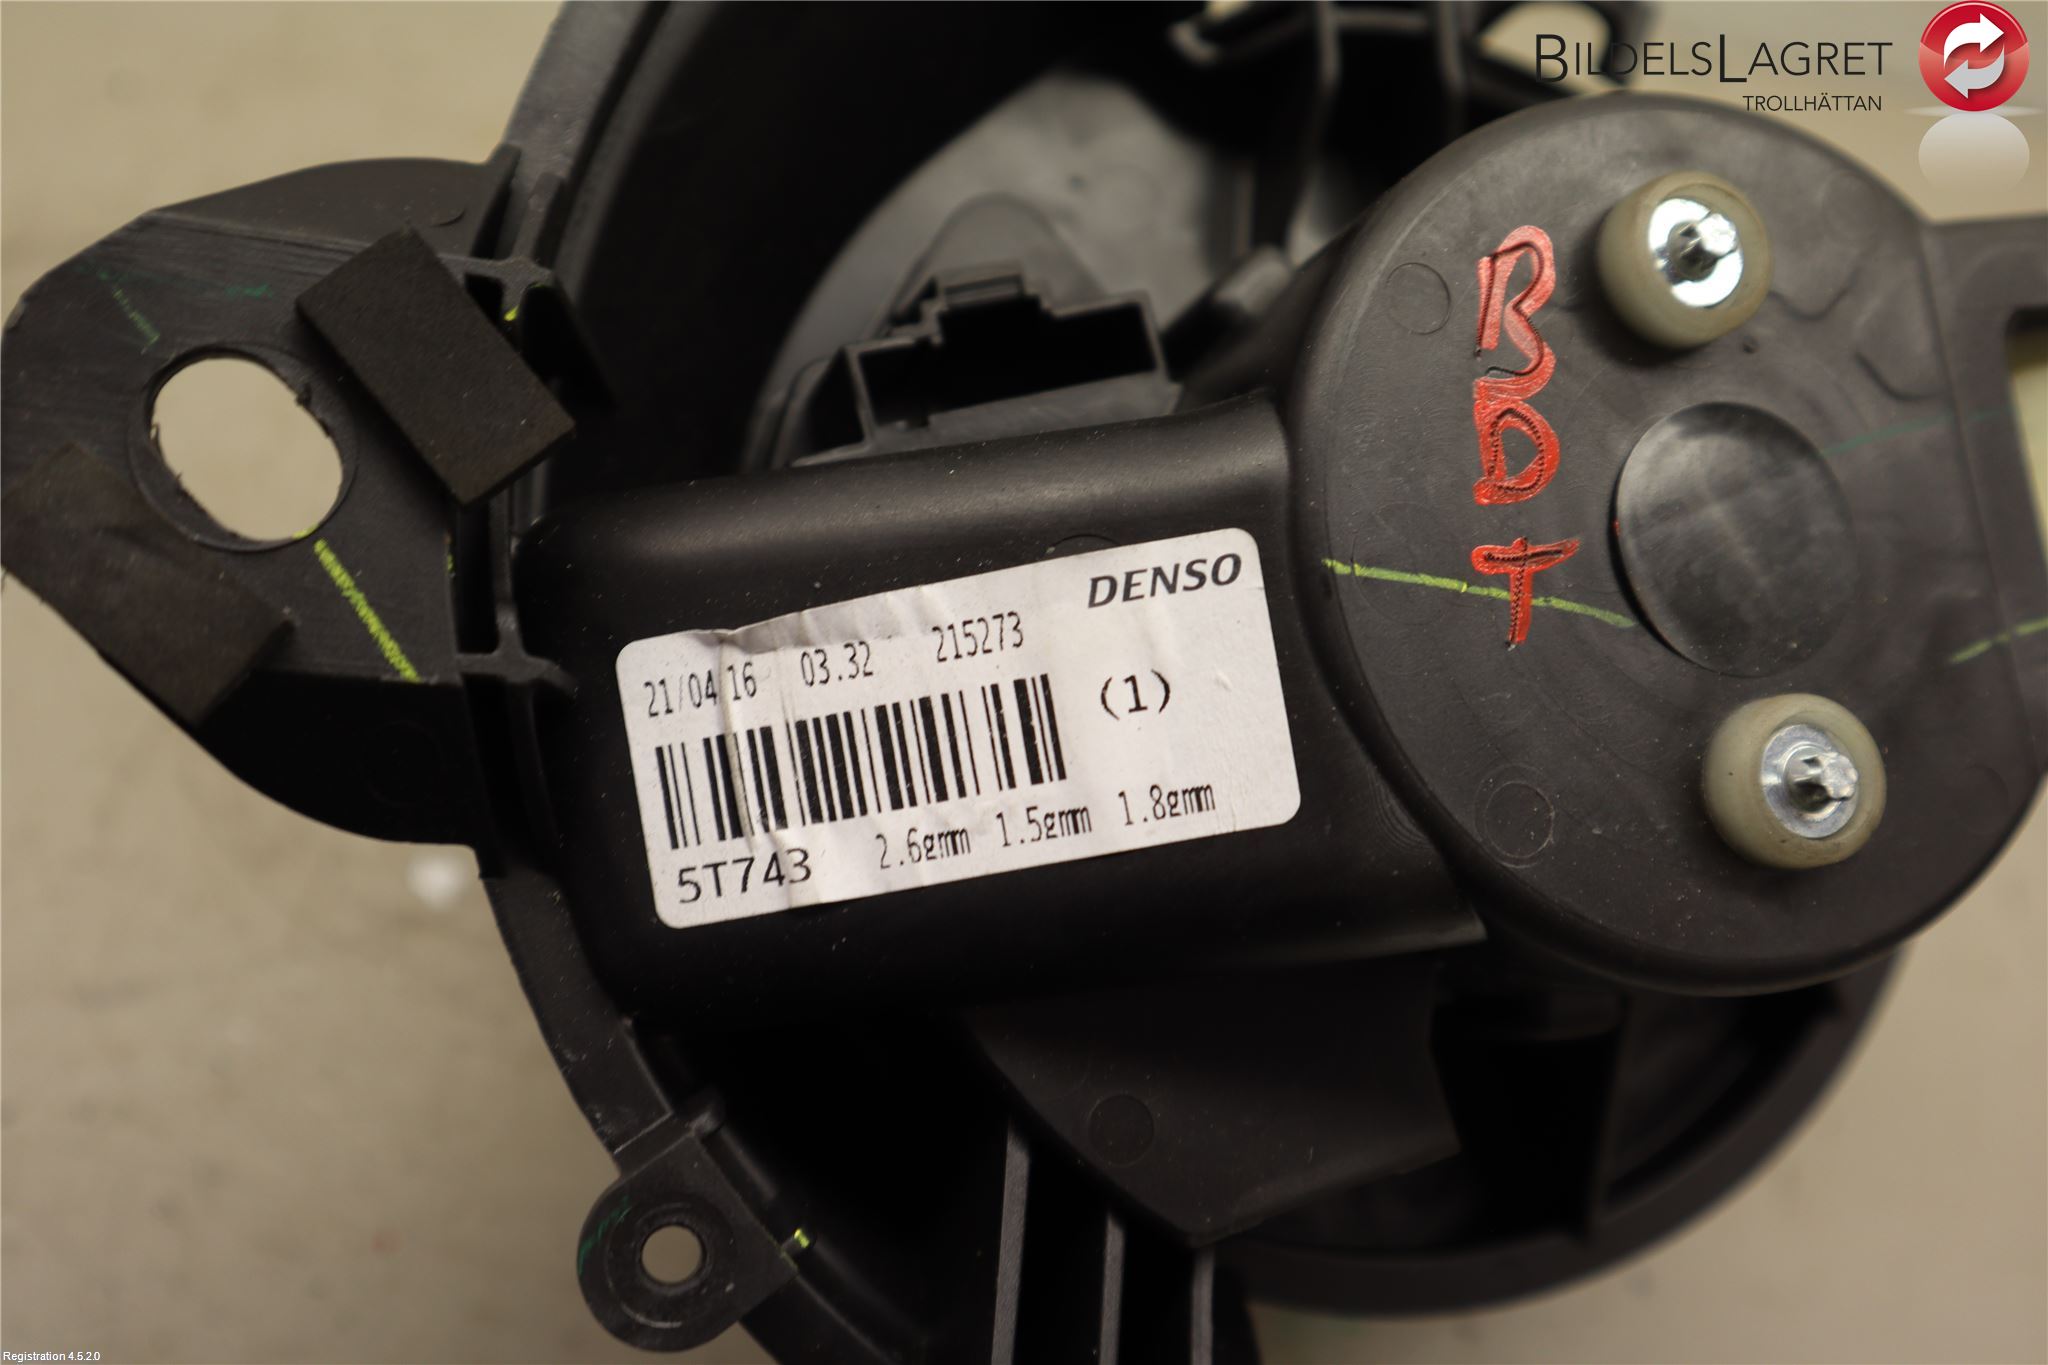 BILDELSLAGRET
TROLLHÄTTAN
BDT
DENSO
21/04 16 03.32 215273
(1)
5T743 2.6gmm 1.5gmm 1.8gmm
Registration 4.5.2.0